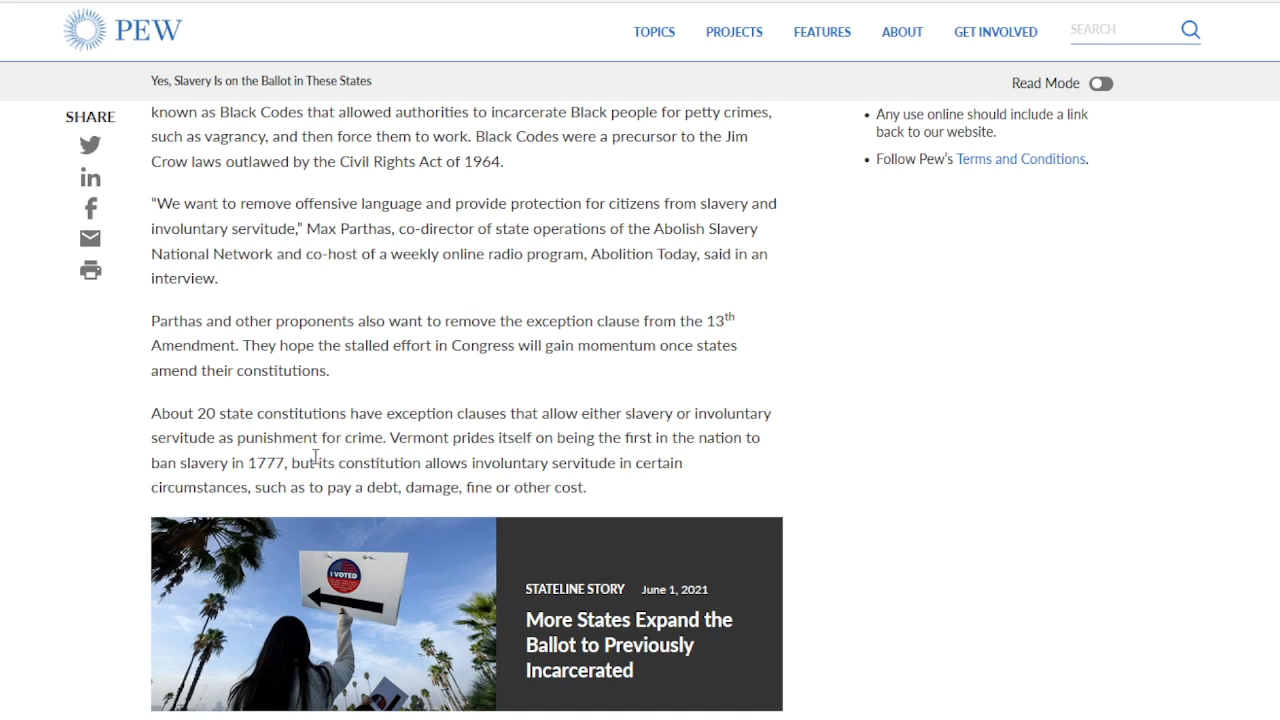 PEW
TOPICS PROJECTS FEATURES ABOUT GET INVOLVED SEARCH
Yes, Slavery Is on the Ballot in These States
Read Mode
SHARE
known as Black Codes that allowed authorities to incarcerate Black people for petty crimes,
such as vagrancy, and then force them to work. Black Codes were a precursor to the Jim
Crow laws outlawed by the Civil Rights Act of 1964.
“We want to remove offensive language and provide protection for citizens from slavery and
involuntary servitude,” Max Parthas, co-director of state operations of the Abolish Slavery
National Network and co-host of a weekly online radio program, Abolition Today, said in an
interview.
Parthas and other proponents also want to remove the exception clause from the 13th
Amendment. They hope the stalled effort in Congress will gain momentum once states
amend their constitutions.
About 20 state constitutions have exception clauses that allow either slavery or involuntary
servitude as punishment for crime. Vermont prides itself on being the first in the nation to
ban slavery in 1777, but its constitution allows involuntary servitude in certain
circumstances, such as to pay a debt, damage, fine or other cost.
I VOTED
STATELINE STORY June 1, 2021
More States Expand the
Ballot to Previously
Incarcerated
• Any use online should include a link
back to our website.
• Follow Pew’s Terms and Conditions.